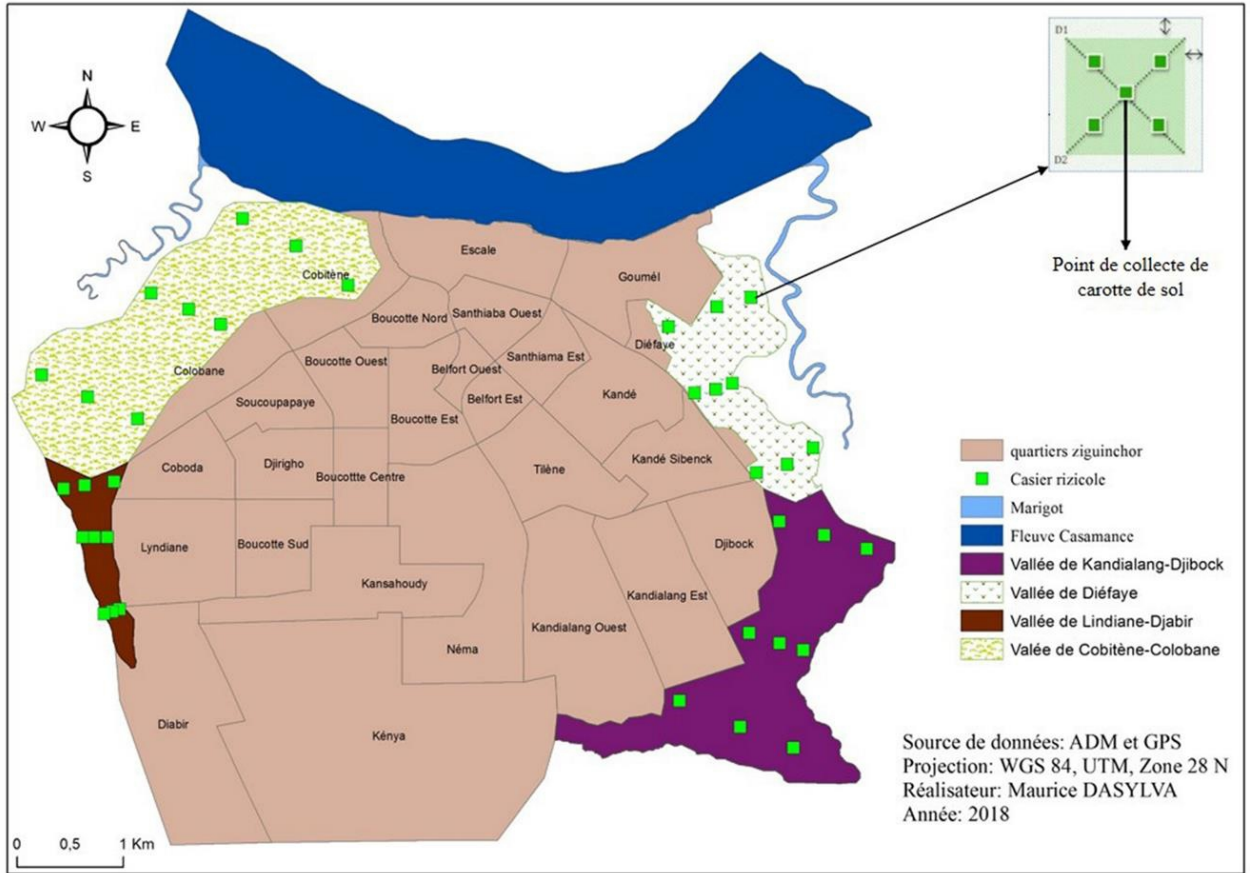 D1
D2
Point de collecte de
carotte de sol
N
W
E
S
Escale
Goumél
Cobitène
Boucotte Nord
Santhiaba Ouest
Diéfaye
Santhiama Est
Boucotte Ouest
Belfort Ouest
Colobane
Kandé
Belfort Est
Soucoupapaye
Boucotte Est
Coboda
Djirigho
Boucottte Centre
Tilène
Kandé Sibenck
Lyndiane
Boucotte Sud
Djibock
Kansahoudy
Kandialang Est
Kandialang Ouest
Néma
Diabir
Kénya
quartiers ziguinchor
Casier rizicole
Marigot
Fleuve Casamance
Vallée de Kandialang-Djibock
Vallée de Diéfaye
Vallée de Lindiane-Djabir
Valée de Cobitène-Colobane
Source de données: ADM et GPS
Projection: WGS 84, UTM, Zone 28 N
Réalisateur: Maurice DASYLVA
Année: 2018
0 0,5 1 Km